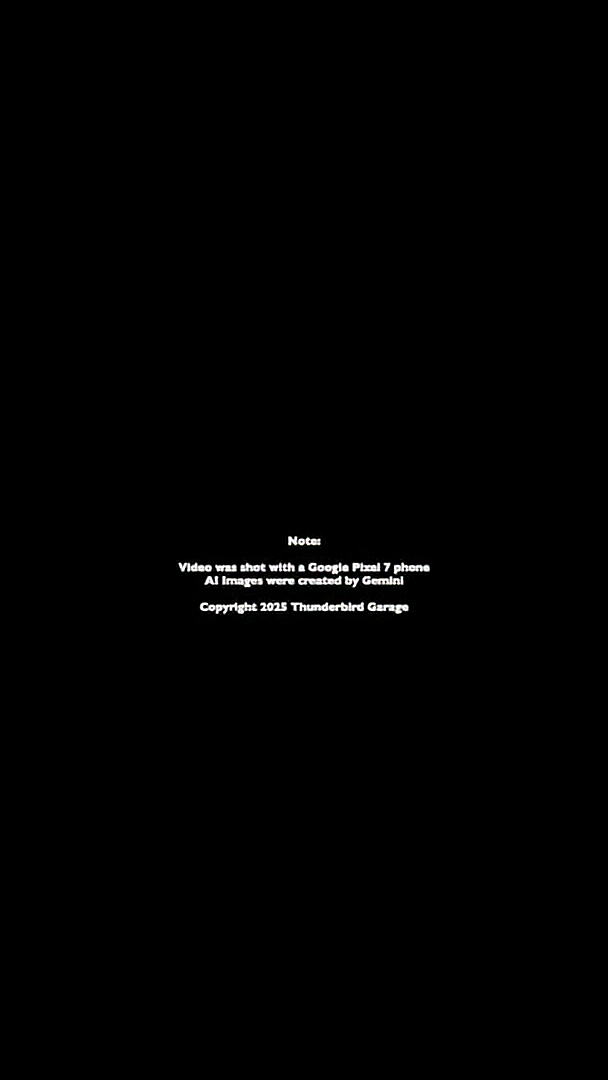 Note:
Video was shot with a Google Pixel 7 phone
AI Images were created by Gemini
Copyright 2025 Thunderbird Garage